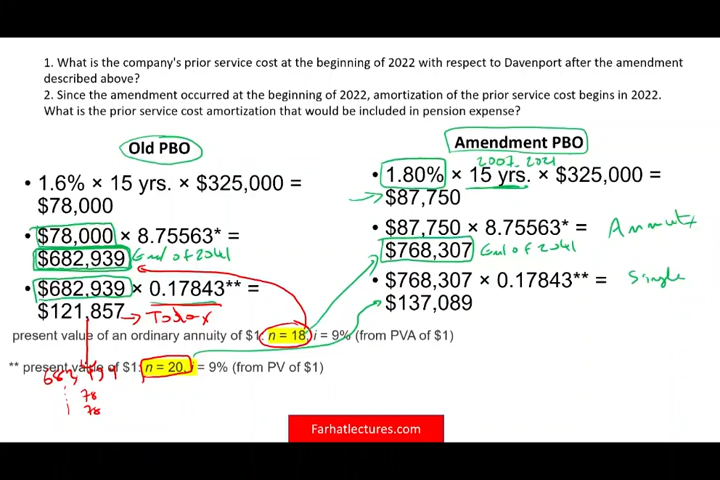 1. What is the company's prior service cost at the beginning of 2022 with respect to Davenport after the amendment
described above?
2. Since the amendment occurred at the beginning of 2022, amortization of the prior service cost begins in 2022.
What is the prior service cost amortization that would be included in pension expense?
Old PBO
• 1.6% × 15 yrs. × $325,000 =
$78,000
• $78,000 × 8.75563* =
$682,939 End of 2041
• $682,939 × 0.17843** =
$121,857 → Today
Amendment PBO
2007-2021
• 1.80% × 15 yrs. × $325,000 =
$87,750
• $87,750 × 8.75563* = Annuity
$768,307 End of 2041
• $768,307 × 0.17843** = Single
$137,089
present value of an ordinary annuity of $1: n = 18, i = 9% (from PVA of $1)
** present value of $1: n = 20, i = 9% (from PV of $1)
78
78
Farhatlectures.com